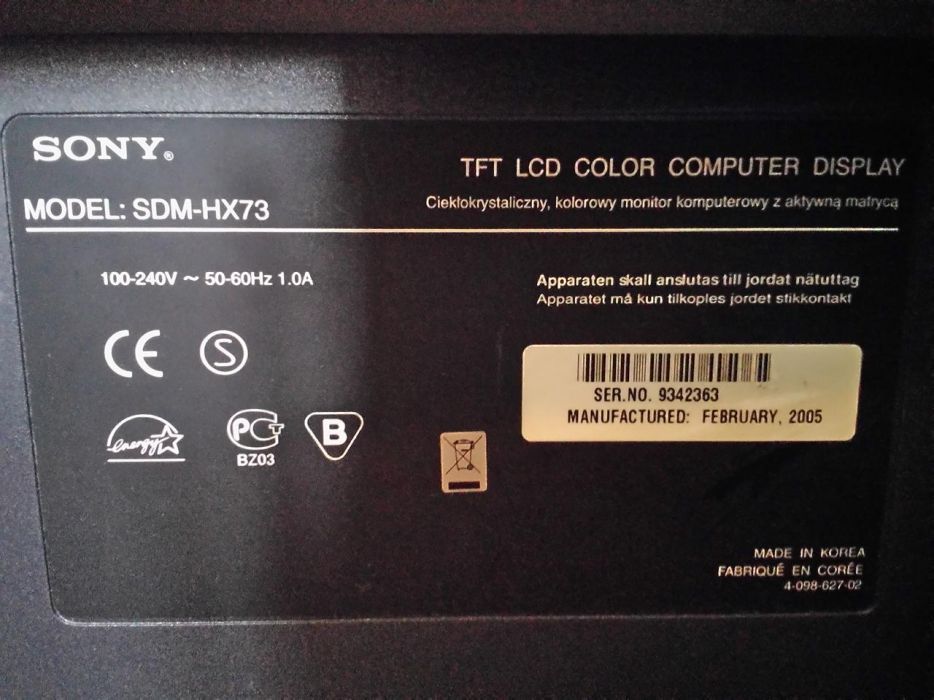 SONY®
TFT LCD COLOR COMPUTER DISPLAY
MODEL: SDM-HX73
Ciekłokrystaliczny, kolorowy monitor komputerowy z aktywną matrycą
100-240V ~ 50-60Hz 1.0A
Apparaten skall anslutas till jordat nätuttag
Apparatet må kun tilkoples jordet stikkontakt
CE
S
SER.NO. 9342363
MANUFACTURED: FEBRUARY, 2005
energy
PCT
B
BZ03
MADE IN KOREA
FABRIQUÉ EN CORÉE
4-098-627-02